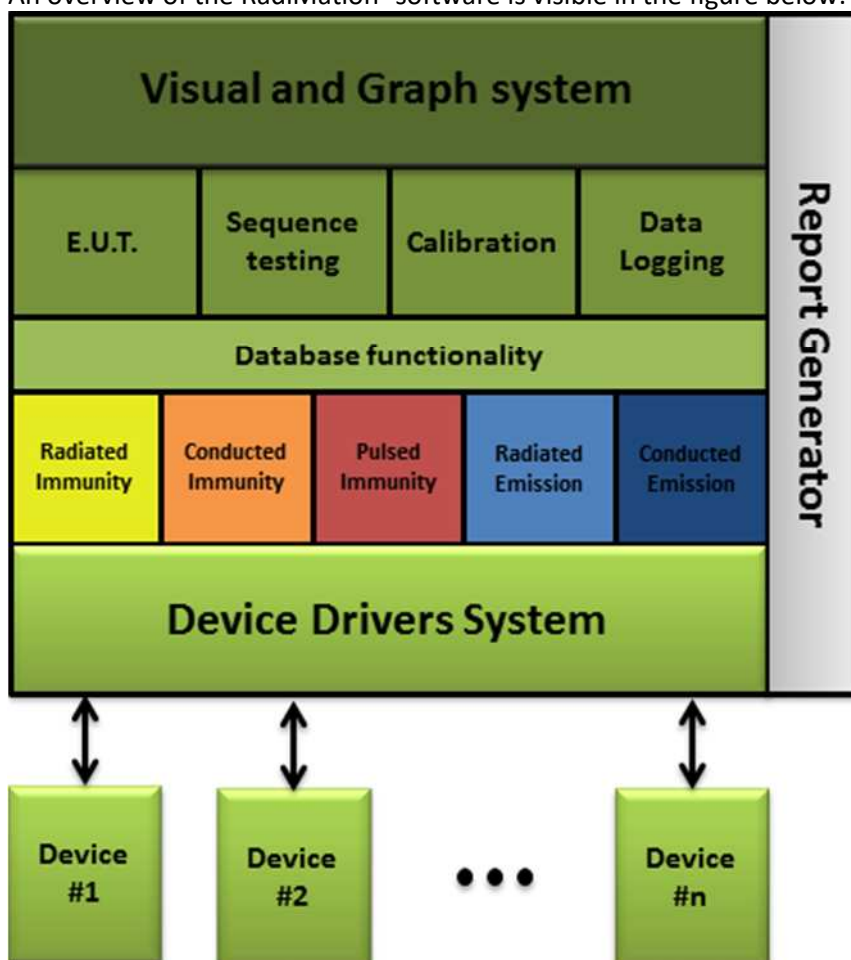 An overview of the RadiMation® software is visible in the figure below.
Visual and Graph system
E.U.T.
Sequence
testing
Calibration
Data
Logging
Database functionality
Radiated
Immunity
Conducted
Immunity
Pulsed
Immunity
Radiated
Emission
Conducted
Emission
Device Drivers System
Report Generator
Device
#1
Device
#2
Device
#n